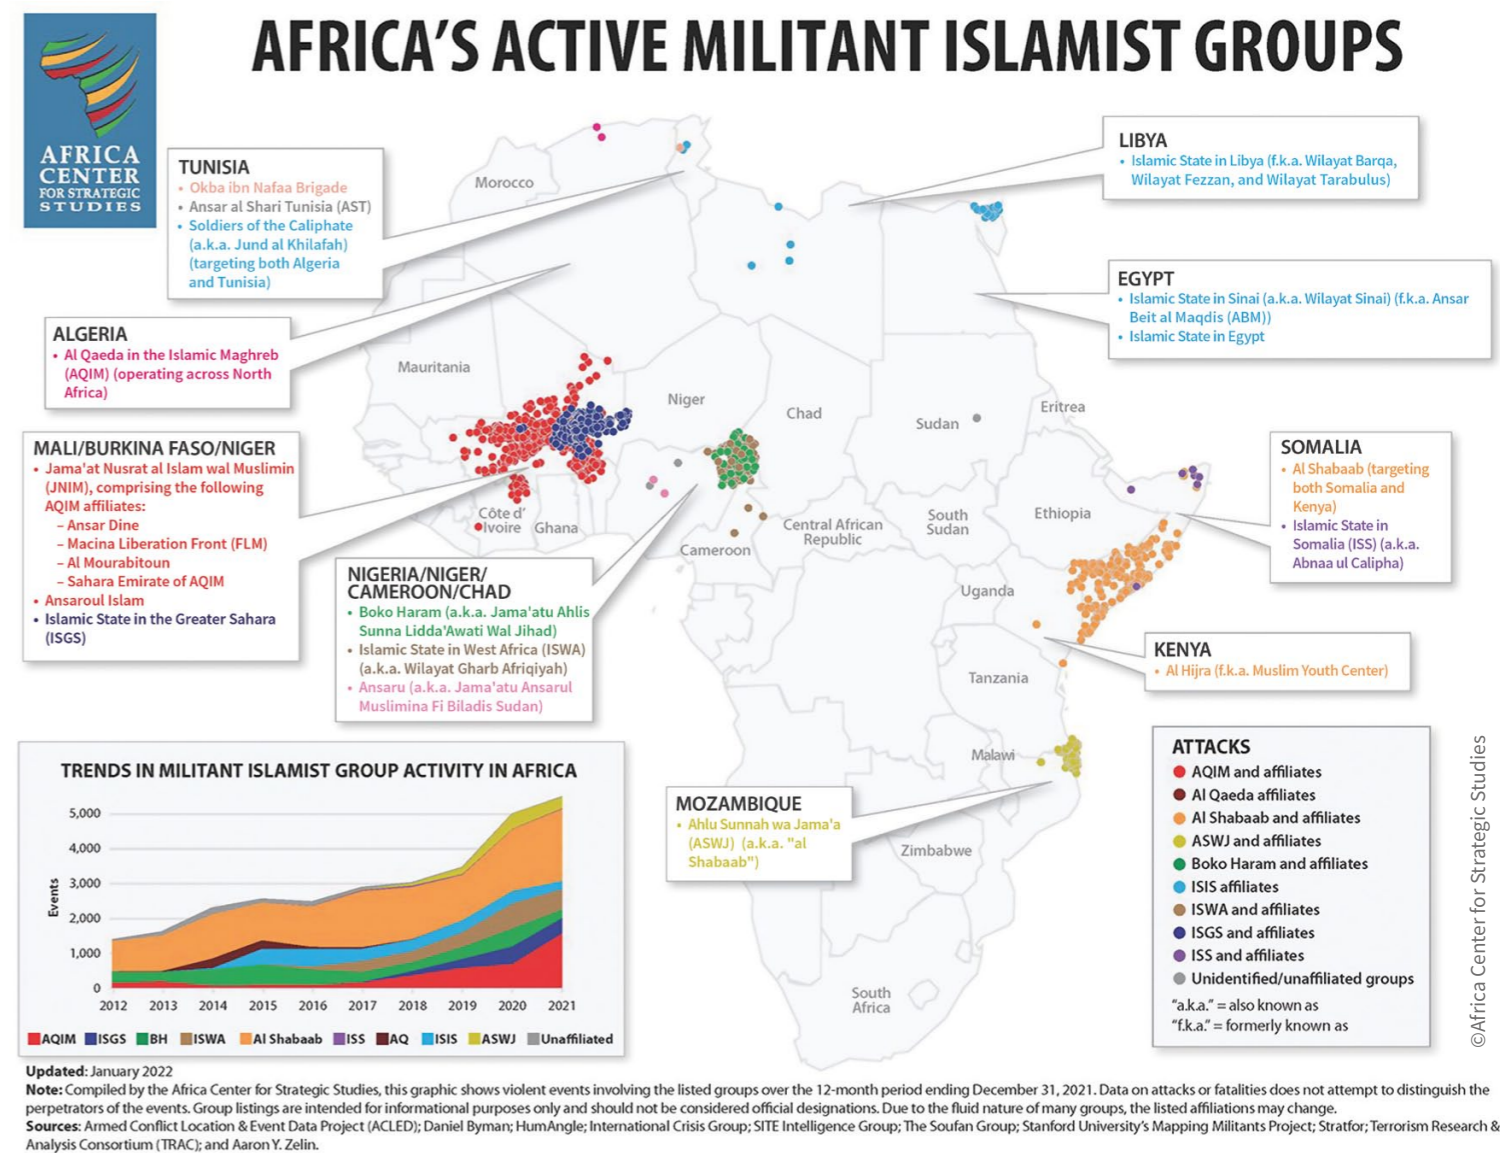 AFRICA'S ACTIVE MILITANT ISLAMIST GROUPS
AFRICA
CENTER
FOR STRATEGIC
STUDIES
TUNISIA
• Okba ibn Nafaa Brigade
• Ansar al Shari Tunisia (AST)
• Soldiers of the Caliphate
(a.k.a. Jund al Khilafah)
(targeting both Algeria
and Tunisia)
LIBYA
• Islamic State in Libya (f.k.a. Wilayat Barqa,
Wilayat Fezzan, and Wilayat Tarabulus)
EGYPT
• Islamic State in Sinai (a.k.a. Wilayat Sinai) (f.k.a. Ansar
Beit al Maqdis (ABM))
• Islamic State in Egypt
ALGERIA
• Al Qaeda in the Islamic Maghreb
(AQIM) (operating across North
Africa)
MALI/BURKINA FASO/NIGER
• Jama'at Nusrat al Islam wal Muslimin
(JNIM), comprising the following
AQIM affiliates:
– Ansar Dine
– Macina Liberation Front (FLM)
– Al Mourabitoun
– Sahara Emirate of AQIM
• Ansaroul Islam
• Islamic State in the Greater Sahara
(ISGS)
SOMALIA
• Al Shabaab (targeting
both Somalia and
Kenya)
• Islamic State in
Somalia (ISS) (a.k.a.
Abnaa ul Calipha)
NIGERIA/NIGER/
CAMEROON/CHAD
• Boko Haram (a.k.a. Jama'atu Ahlis
Sunna Lidda'Awati Wal Jihad)
• Islamic State in West Africa (ISWA)
(a.k.a. Wilayat Gharb Afriqiyah)
• Ansaru (a.k.a. Jama'atu Ansarul
Muslimina Fi Biladis Sudan)
KENYA
• Al Hijra (f.k.a. Muslim Youth Center)
MOZAMBIQUE
• Ahlu Sunnah wa Jama'a
(ASWJ) (a.k.a. "al
Shabaab")
Morocco
Mauritania
Niger
Chad
Sudan
Eritrea
Côte d'
Ivoire
Ghana
Cameroon
Central African
Republic
South
Sudan
Ethiopia
Uganda
Tanzania
Malawi
Zimbabwe
South
Africa
TRENDS IN MILITANT ISLAMIST GROUP ACTIVITY IN AFRICA
Events
5,000
4,000
3,000
2,000
1,000
0
2012 2013 2014 2015 2016 2017 2018 2019 2020 2021
AQIM ISGS BH ISWA Al Shabaab ISS AQ ISIS ASWJ Unaffiliated
ATTACKS
AQIM and affiliates
Al Qaeda affiliates
Al Shabaab and affiliates
ASWJ and affiliates
Boko Haram and affiliates
ISIS affiliates
ISWA and affiliates
ISGS and affiliates
ISS and affiliates
Unidentified/unaffiliated groups
"a.k.a." = also known as
"f.k.a." = formerly known as
©Africa Center for Strategic Studies
Updated: January 2022
Note: Compiled by the Africa Center for Strategic Studies, this graphic shows violent events involving the listed groups over the 12-month period ending December 31, 2021. Data on attacks or fatalities does not attempt to distinguish the
perpetrators of the events. Group listings are intended for informational purposes only and should not be considered official designations. Due to the fluid nature of many groups, the listed affiliations may change.
Sources: Armed Conflict Location & Event Data Project (ACLED); Daniel Byman; HumAngle; International Crisis Group; SITE Intelligence Group; The Soufan Group; Stanford University's Mapping Militants Project; Stratfor; Terrorism Research &
Analysis Consortium (TRAC); and Aaron Y. Zelin.